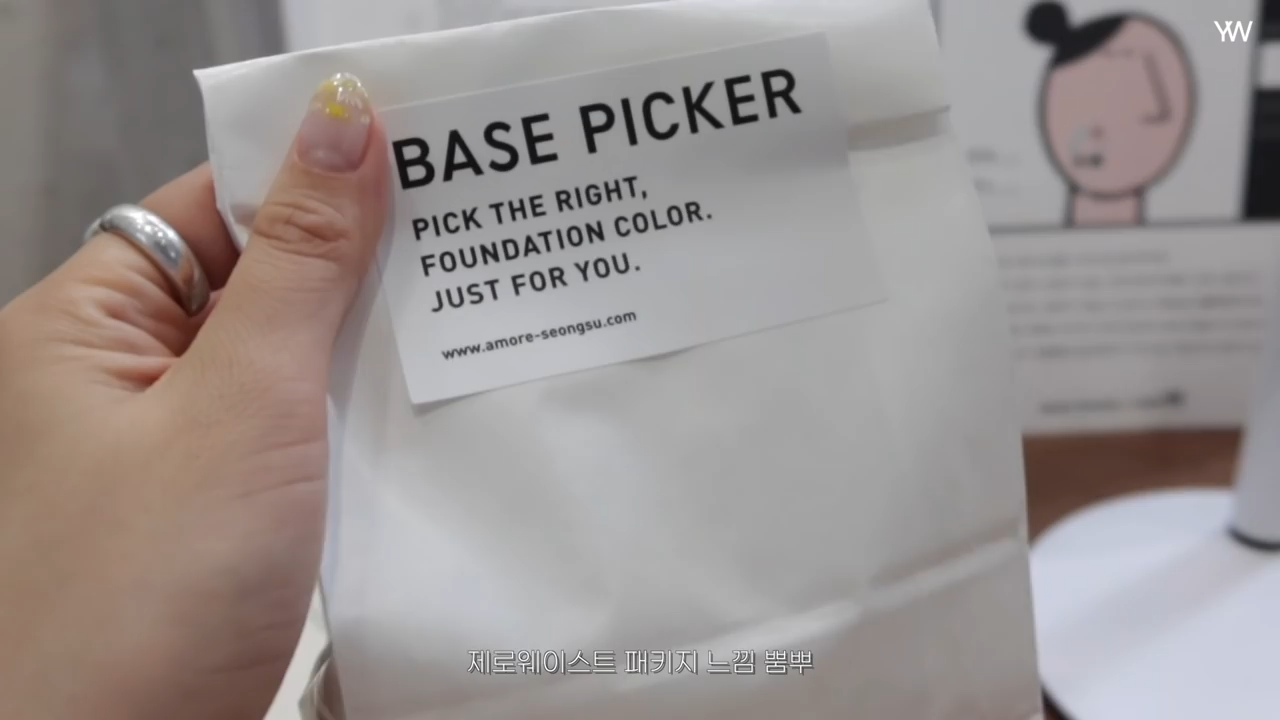 YW
BASE PICKER
PICK THE RIGHT,
FOUNDATION COLOR.
JUST FOR YOU.
www.amore-seongsu.com
제로웨이스트 패키지 느낌 뿜뿌